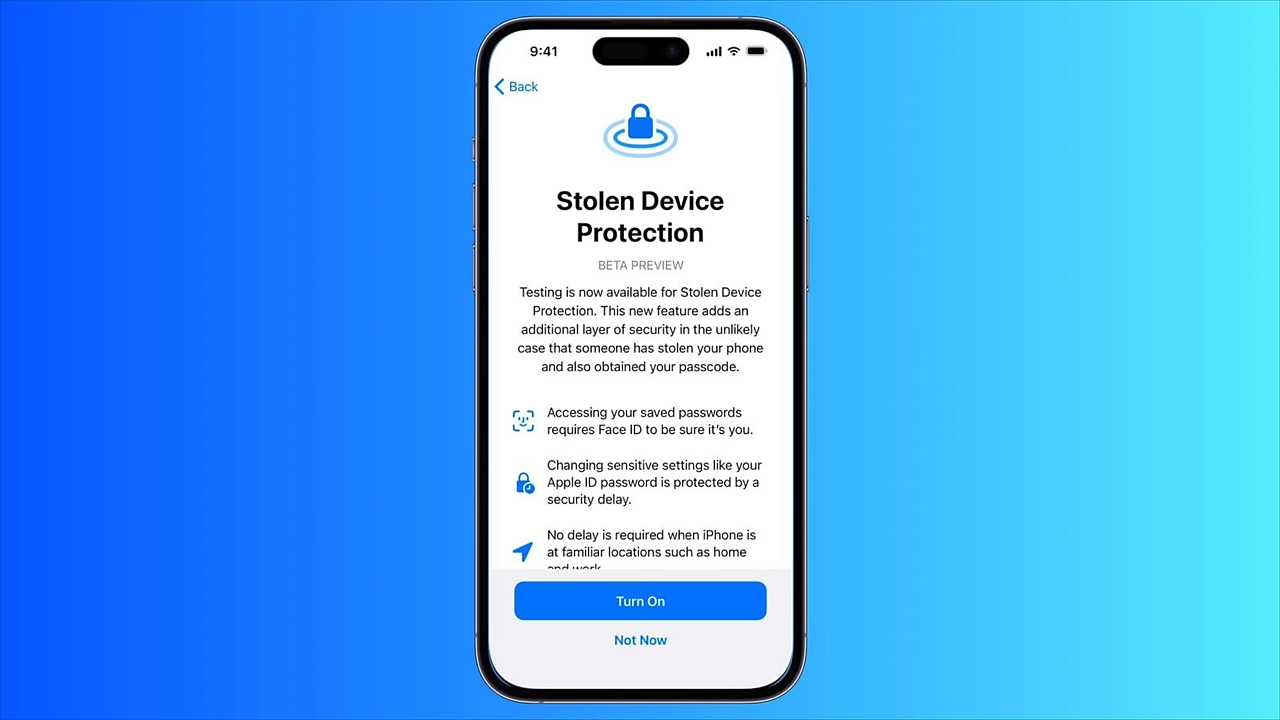 9:41
Back
Stolen Device
Protection
BETA PREVIEW
Testing is now available for Stolen Device
Protection. This new feature adds an
additional layer of security in the unlikely
case that someone has stolen your phone
and also obtained your passcode.
Accessing your saved passwords
requires Face ID to be sure it’s you.
Changing sensitive settings like your
Apple ID password is protected by a
security delay.
No delay is required when iPhone is
at familiar locations such as home
and work.
Turn On
Not Now